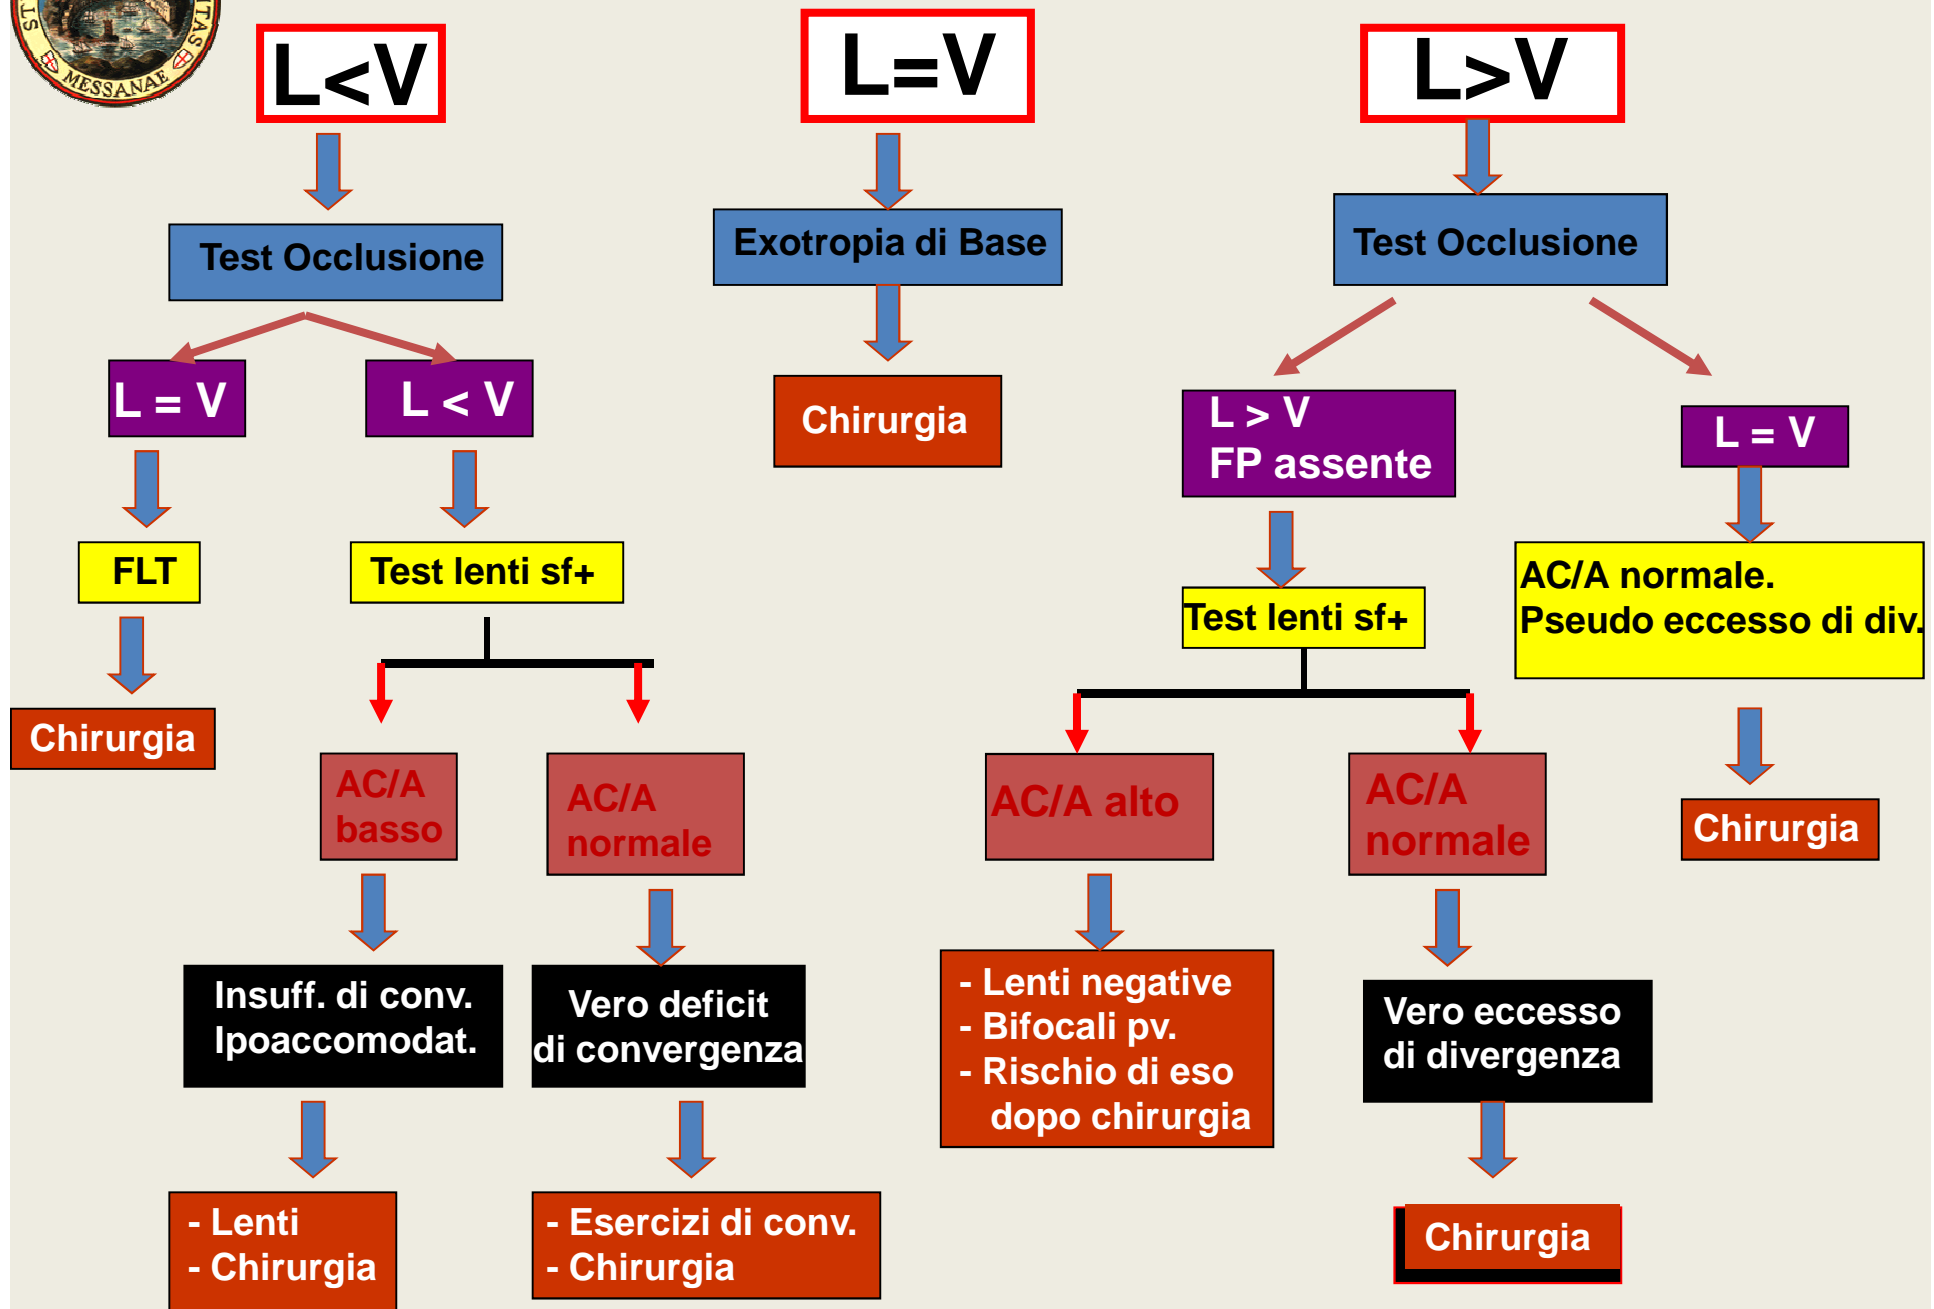 MESSANAE
L<V
L=V
L>V
Test Occlusione
Exotropia di Base
Test Occlusione
L = V
L < V
Chirurgia
L > V
FP assente
L = V
FLT
Test lenti sf+
Test lenti sf+
AC/A normale.
Pseudo eccesso di div.
Chirurgia
AC/A
basso
AC/A
normale
AC/A alto
AC/A
normale
Chirurgia
Insuff. di conv.
Ipoaccomodat.
Vero deficit
di convergenza
- Lenti negative
- Bifocali pv.
- Rischio di eso
dopo chirurgia
Vero eccesso
di divergenza
- Lenti
- Chirurgia
- Esercizi di conv.
- Chirurgia
Chirurgia